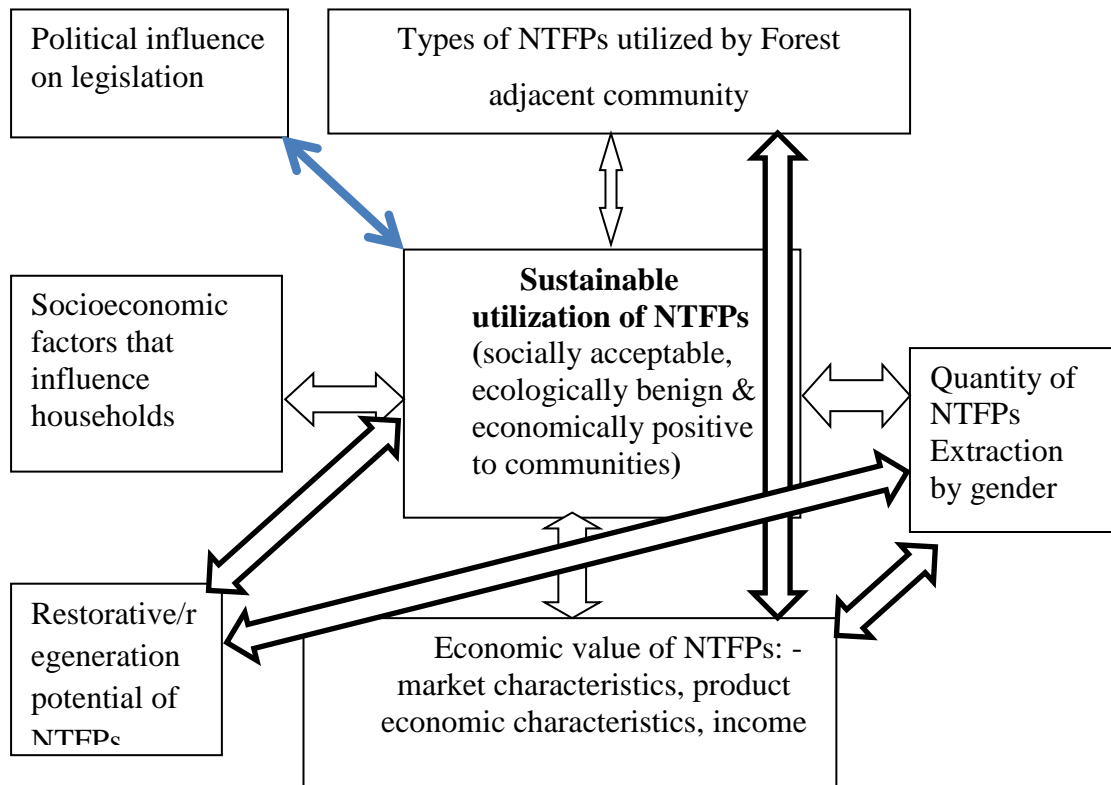 Political influence
on legislation
Types of NTFPs utilized by Forest
adjacent community
Sustainable
utilization of NTFPs
(socially acceptable,
ecologically benign &
economically positive
to communities)
Socioeconomic
factors that
influence
households
Quantity of
NTFPs
Extraction
by gender
Restorative/r
egeneration
potential of
NTFPs
Economic value of NTFPs: -
market characteristics, product
economic characteristics, income